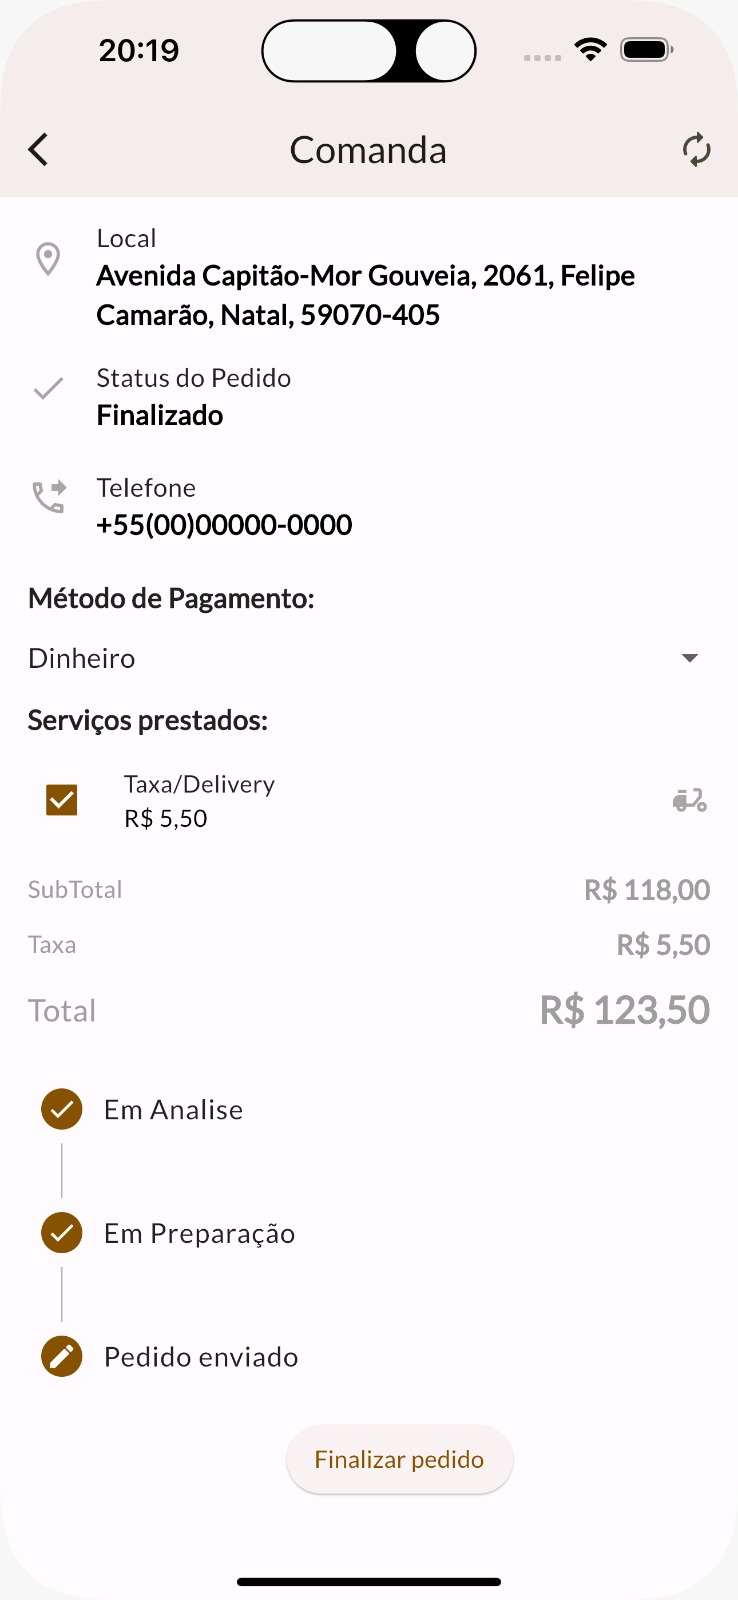 20:19
Comanda
Local
Avenida Capitão-Mor Gouveia, 2061, Felipe
Camarão, Natal, 59070-405
Status do Pedido
Finalizado
Telefone
+55(00)00000-0000
Método de Pagamento:
Dinheiro
Serviços prestados:
Taxa/Delivery
R$ 5,50
SubTotal R$ 118,00
Taxa R$ 5,50
Total R$ 123,50
Em Analise
Em Preparação
Pedido enviado
Finalizar pedido